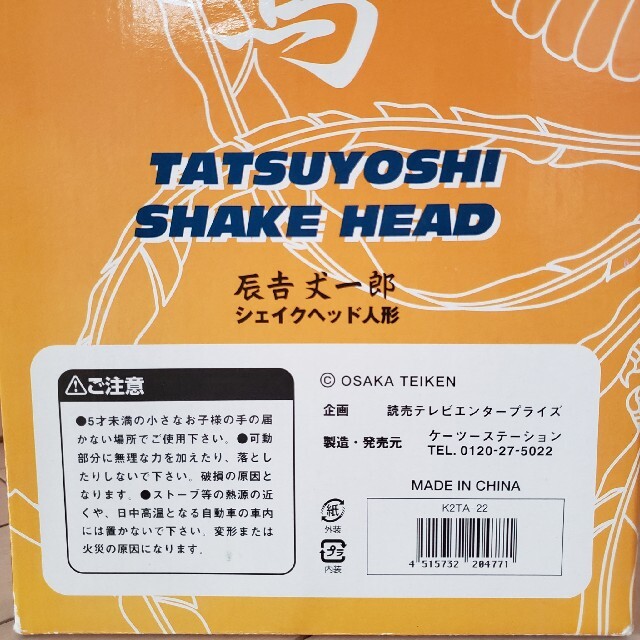 TATSUYOSHI
SHAKE HEAD
辰𠮷 丈一郎
シェイクヘッド人形
⚠ご注意
●5才未満の小さなお子様の手の届
かない場所でご使用下さい。●可動
部分に無理な力を加えたり、落とし
たりしないで下さい。破損の原因と
なります。●ストーブ等の熱源の近
くや、日中高温となる自動車の車内
には置かないで下さい。変形または
火災の原因になります。
© OSAKA TEIKEN
企画 読売テレビエンタープライズ
製造・発売元 ケーツーステーション
TEL. 0120-27-5022
MADE IN CHINA
紙
外装
プラ
内装
K2TA 22
4 515732 204771